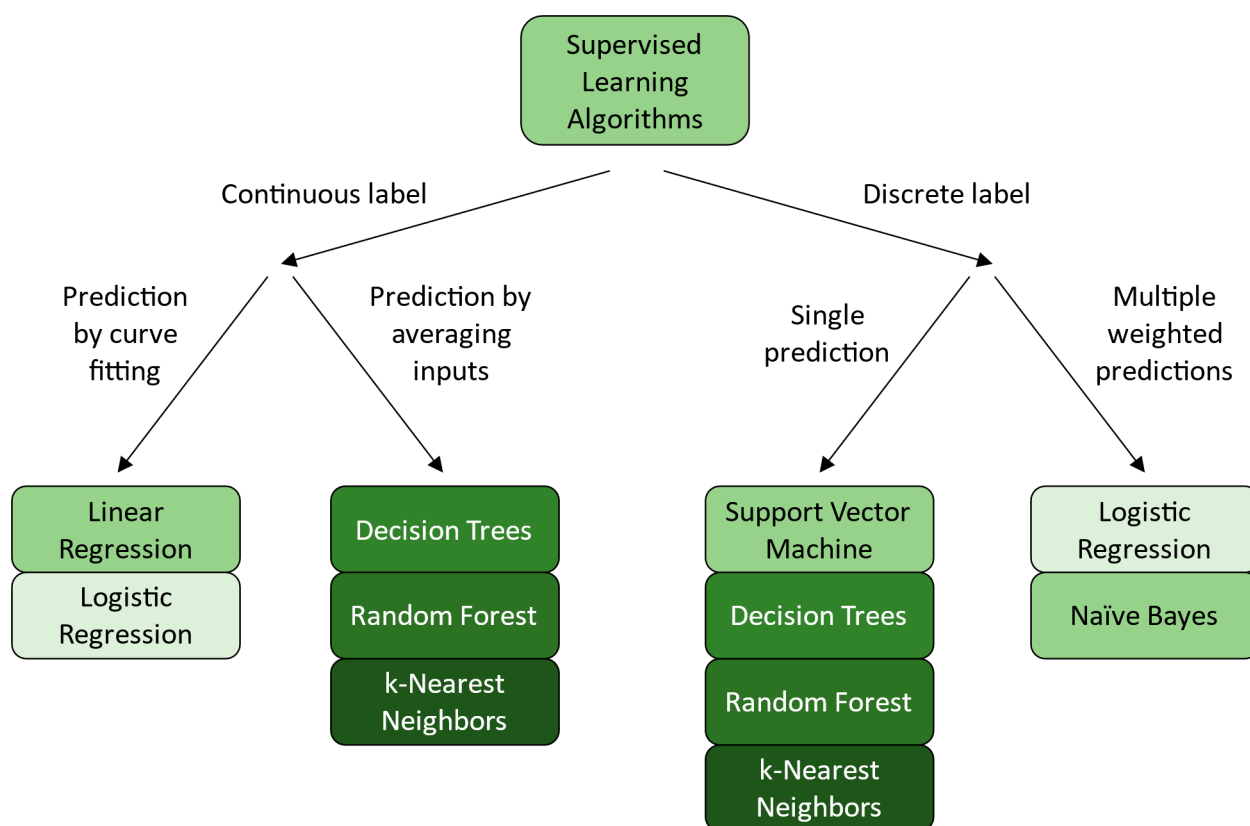 Supervised
Learning
Algorithms
Continuous label
Discrete label
Prediction
by curve
fitting
Prediction by
averaging
inputs
Single
prediction
Multiple
weighted
predictions
Linear
Regression
Logistic
Regression
Decision Trees
Random Forest
k-Nearest
Neighbors
Support Vector
Machine
Decision Trees
Random Forest
k-Nearest
Neighbors
Logistic
Regression
Naïve Bayes